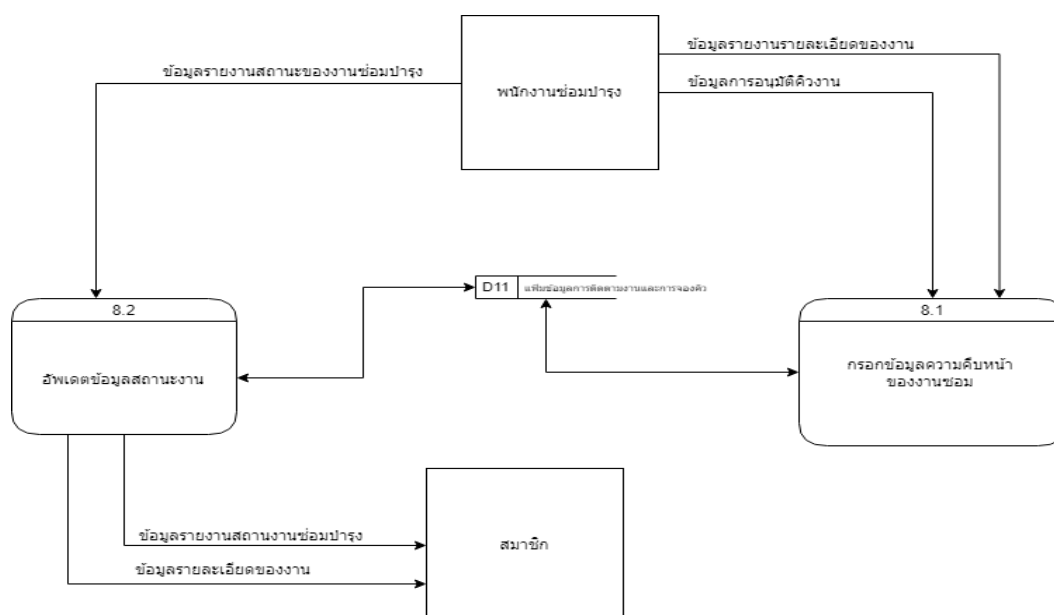 ข้อมูลรายงานรายละเอียดของงาน
ข้อมูลรายงานสถานะของงานซ่อมบำรุง
ข้อมูลการอนุมัติคิวงาน
พนักงานซ่อมบำรุง
D11 แฟ้มข้อมูลการติดตามงานและการจองคิว
8.2
8.1
อัพเดตข้อมูลสถานะงาน
กรอกข้อมูลความคืบหน้า
ของงานซอม
ข้อมูลรายงานสถานงานซ่อมบำรุง
สมาชิก
ข้อมูลรายละเอียดของงาน